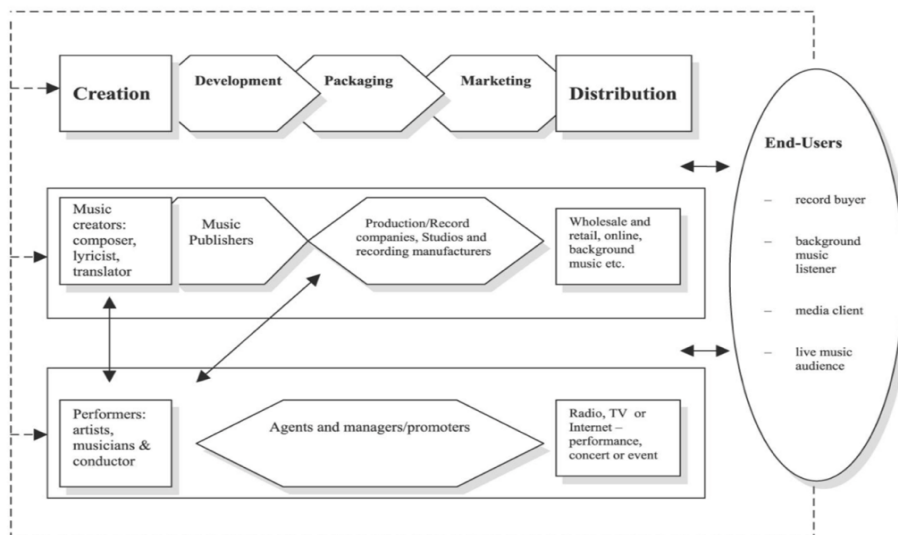 Creation
Development
Packaging
Marketing
Distribution
End-Users
– record buyer
– background
music
listener
– media client
– live music
audience
Music
creators:
composer,
lyricist,
translator
Music
Publishers
Production/Record
companies, Studios and
recording manufacturers
Wholesale and
retail, online,
background
music etc.
Performers:
artists,
musicians &
conductor
Agents and managers/promoters
Radio, TV or
Internet –
performance,
concert or event